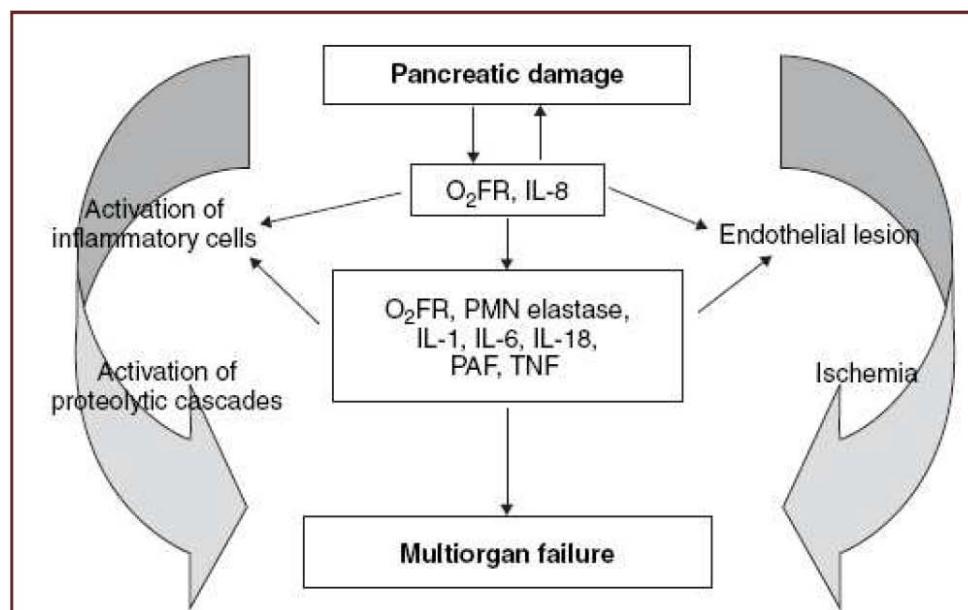 Pancreatic damage
O₂FR, IL-8
Activation of
inflammatory cells
Endothelial lesion
O₂FR, PMN elastase,
IL-1, IL-6, IL-18,
PAF, TNF
Activation of
proteolytic cascades
Ischemia
Multiorgan failure